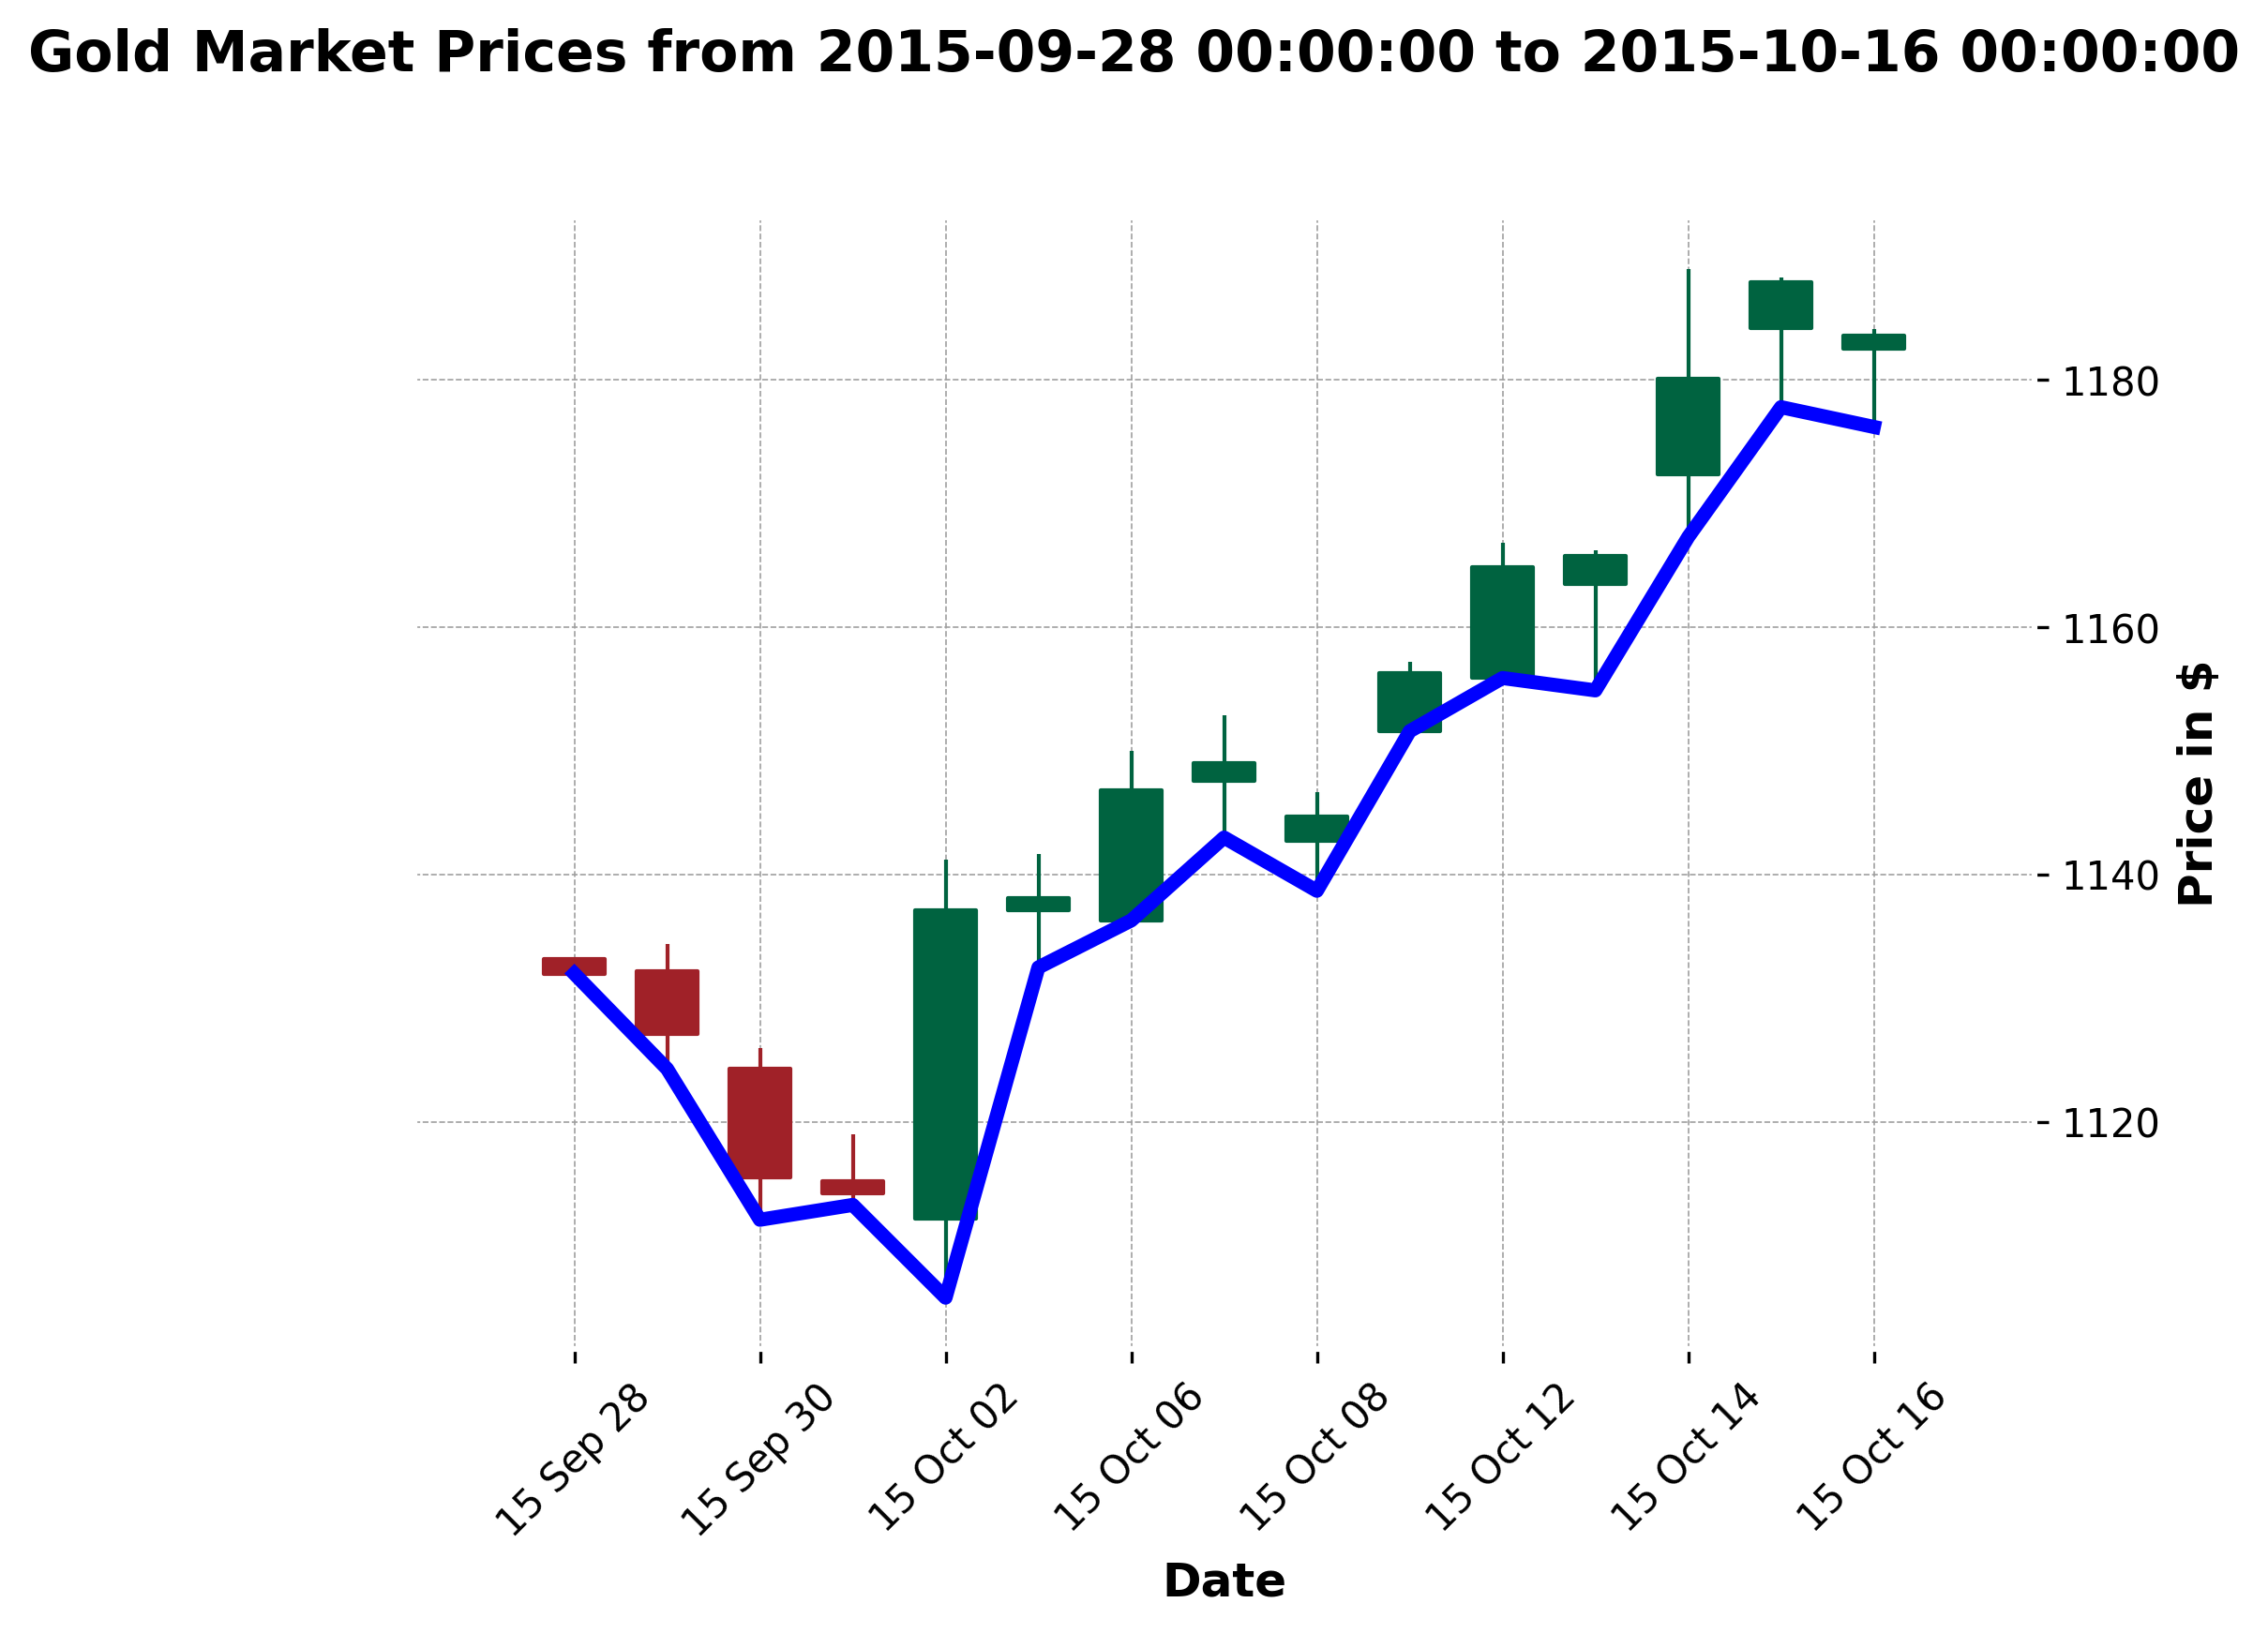 Gold Market Prices from 2015-09-28 00:00:00 to 2015-10-16 00:00:00
1180
1160
1140
1120
Price in $
15 Sep 28
15 Sep 30
15 Oct 02
15 Oct 06
15 Oct 08
15 Oct 12
15 Oct 14
15 Oct 16
Date